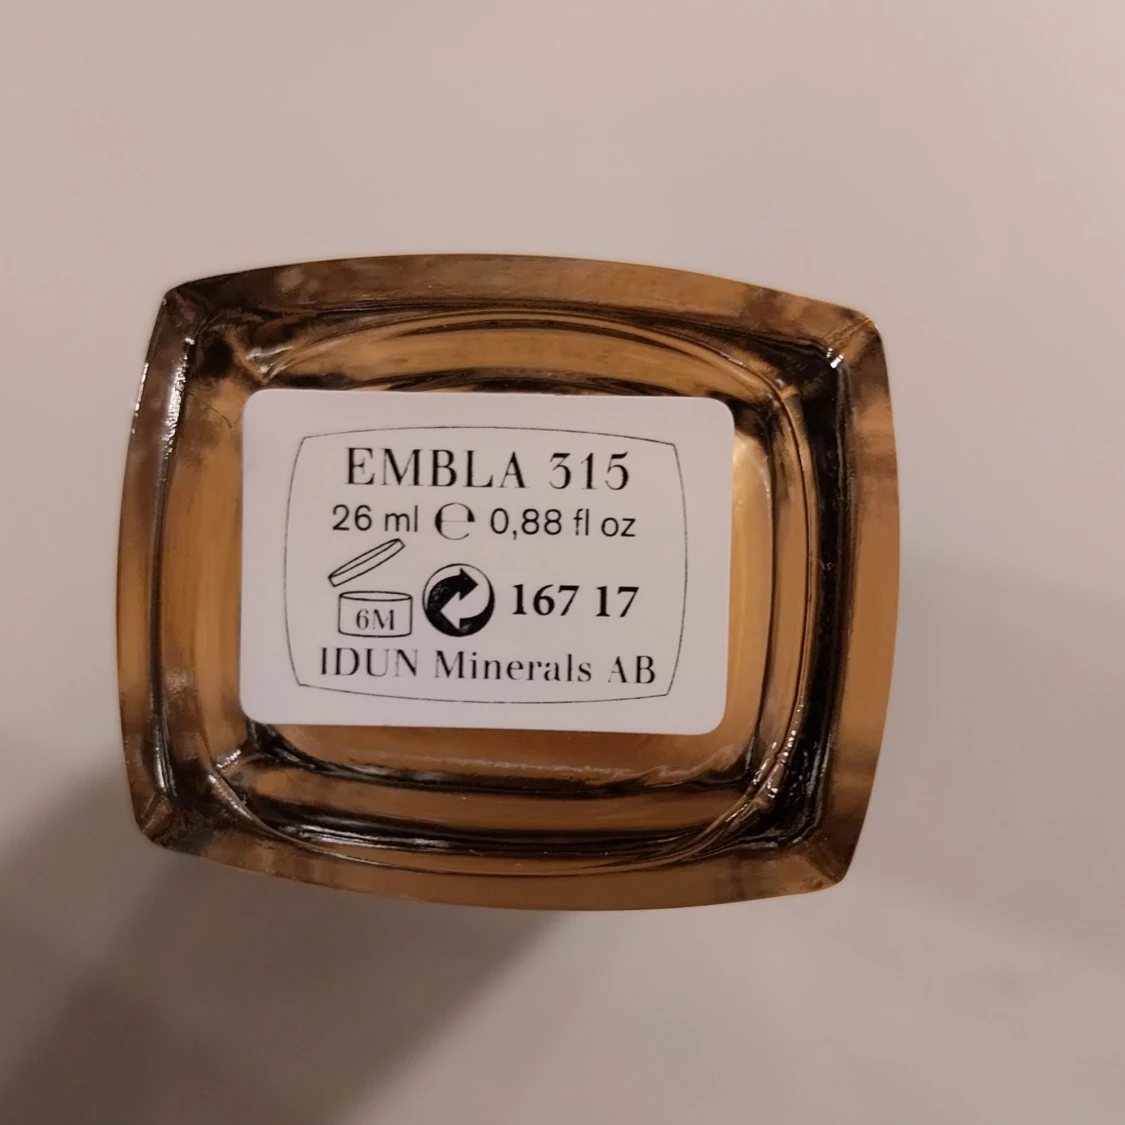 EMBLA 315
26 ml ℮ 0,88 fl oz
6M 167 17
IDUN Minerals AB